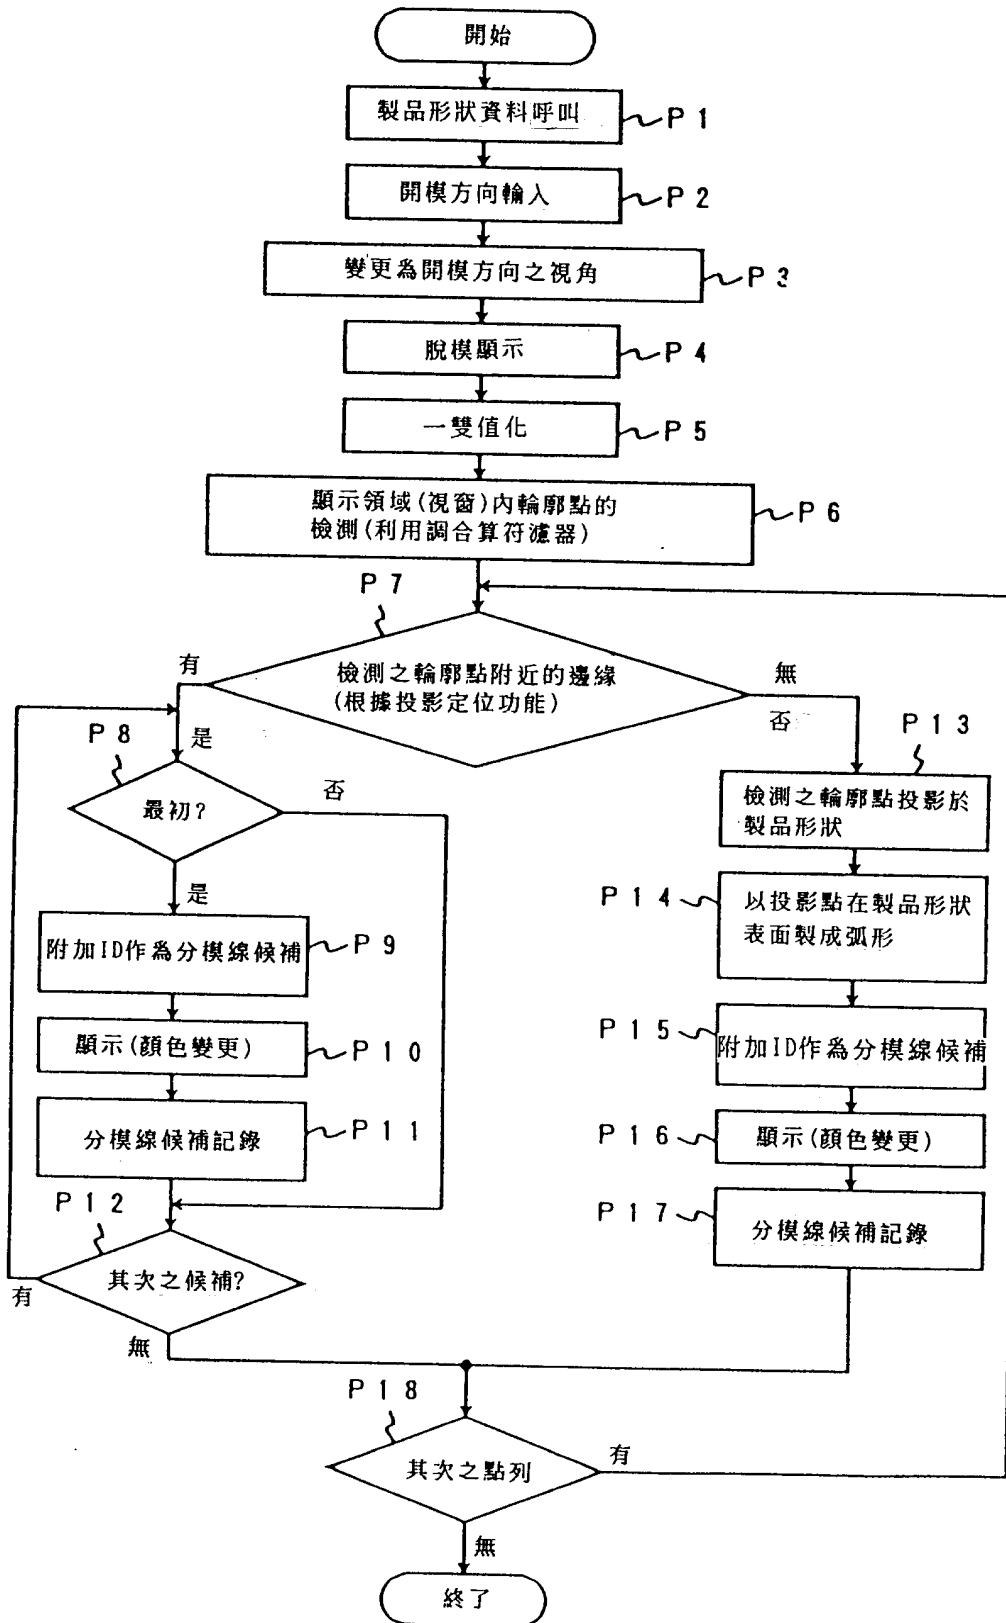 開始
製品形狀資料呼叫
P 1
開模方向輸入
P 2
變更為開模方向之視角
P 3
脫模顯示
P 4
一雙值化
P 5
顯示領域(視窗)內輪廓點的
檢測(利用調合算符濾器)
P 6
P 7
檢測之輪廓點附近的邊緣
(根據投影定位功能)
有
無
否
P 8
是
最初?
否
是
附加ID作為分模線候補
P 9
顯示(顏色變更)
P 1 0
分模線候補記錄
P 1 1
P 1 2
其次之候補?
有
無
P 1 3
檢測之輪廓點投影於
製品形狀
P 1 4
以投影點在製品形狀
表面製成弧形
P 1 5
附加ID作為分模線候補
P 1 6
顯示(顏色變更)
P 1 7
分模線候補記錄
P 1 8
其次之點列
有
無
終了